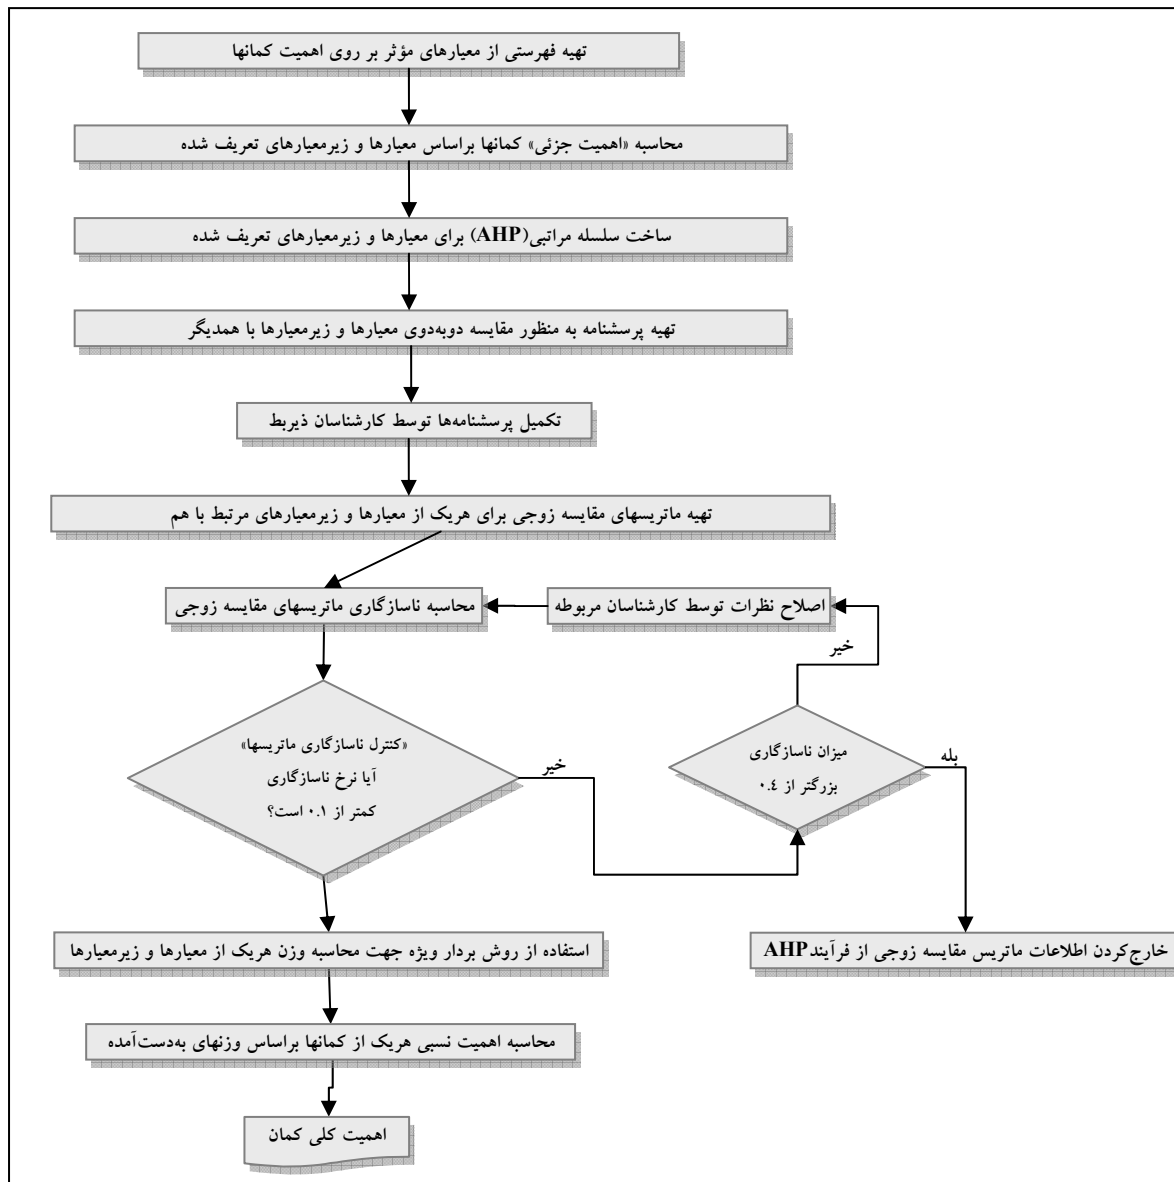 تهیه فهرستی از معیارهای مؤثر بر روی اهمیت کمانها
محاسبه «اهمیت جزئی» کمانها براساس معیارها و زیرمعیارهای تعریف شده
ساخت سلسله مراتبی(AHP) برای معیارها و زیرمعیارهای تعریف شده
تهیه پرسشنامه به منظور مقایسه دوبه‌دوی معیارها و زیرمعیارها با همدیگر
تکمیل پرسشنامه‌ها توسط کارشناسان ذیربط
تهیه ماتریسهای مقایسه زوجی برای هریک از معیارها و زیرمعیارهای مرتبط با هم
اصلاح نظرات توسط کارشناسان مربوطه
محاسبه ناسازگاری ماتریسهای مقایسه زوجی
خیر
«کنترل ناسازگاری ماتریسها»
آیا نرخ ناسازگاری
کمتر از ۰.۱ است؟
خیر
میزان ناسازگاری
بزرگتر از ۰.٤
بله
استفاده از روش بردار ویژه جهت محاسبه وزن هریک از معیارها و زیرمعیارها
خارج‌کردن اطلاعات ماتریس مقایسه زوجی از فرآیندAHP
محاسبه اهمیت نسبی هریک از کمانها براساس وزنهای به‌دست‌آمده
اهمیت کلی کمان